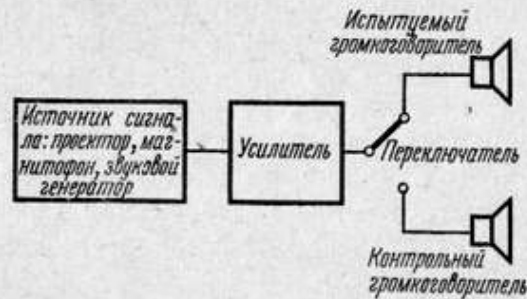 Испытуемый
громкоговоритель
Источник сигна-
ла: проектор, маг-
нитофон, звуковой
генератор
Усилитель
Переключатель
Контрольный
громкоговоритель